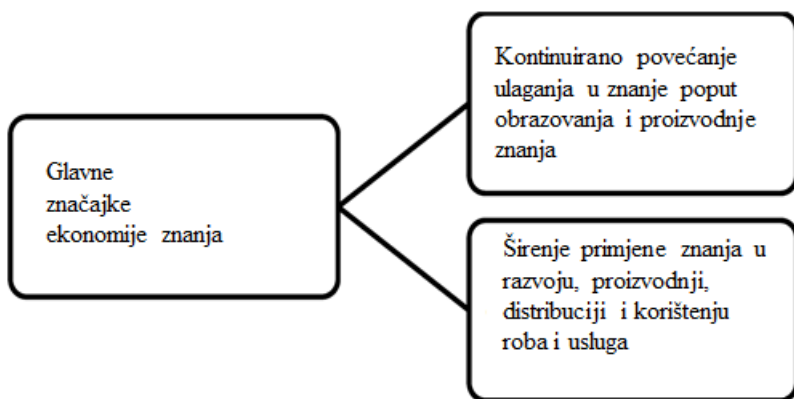 Glavne
značajke
ekonomije znanja
Kontinuirano povećanje
ulaganja u znanje poput
obrazovanja i proizvodnje
znanja
Širenje primjene znanja u
razvoju, proizvodnji,
distribuciji i korištenju
roba i usluga